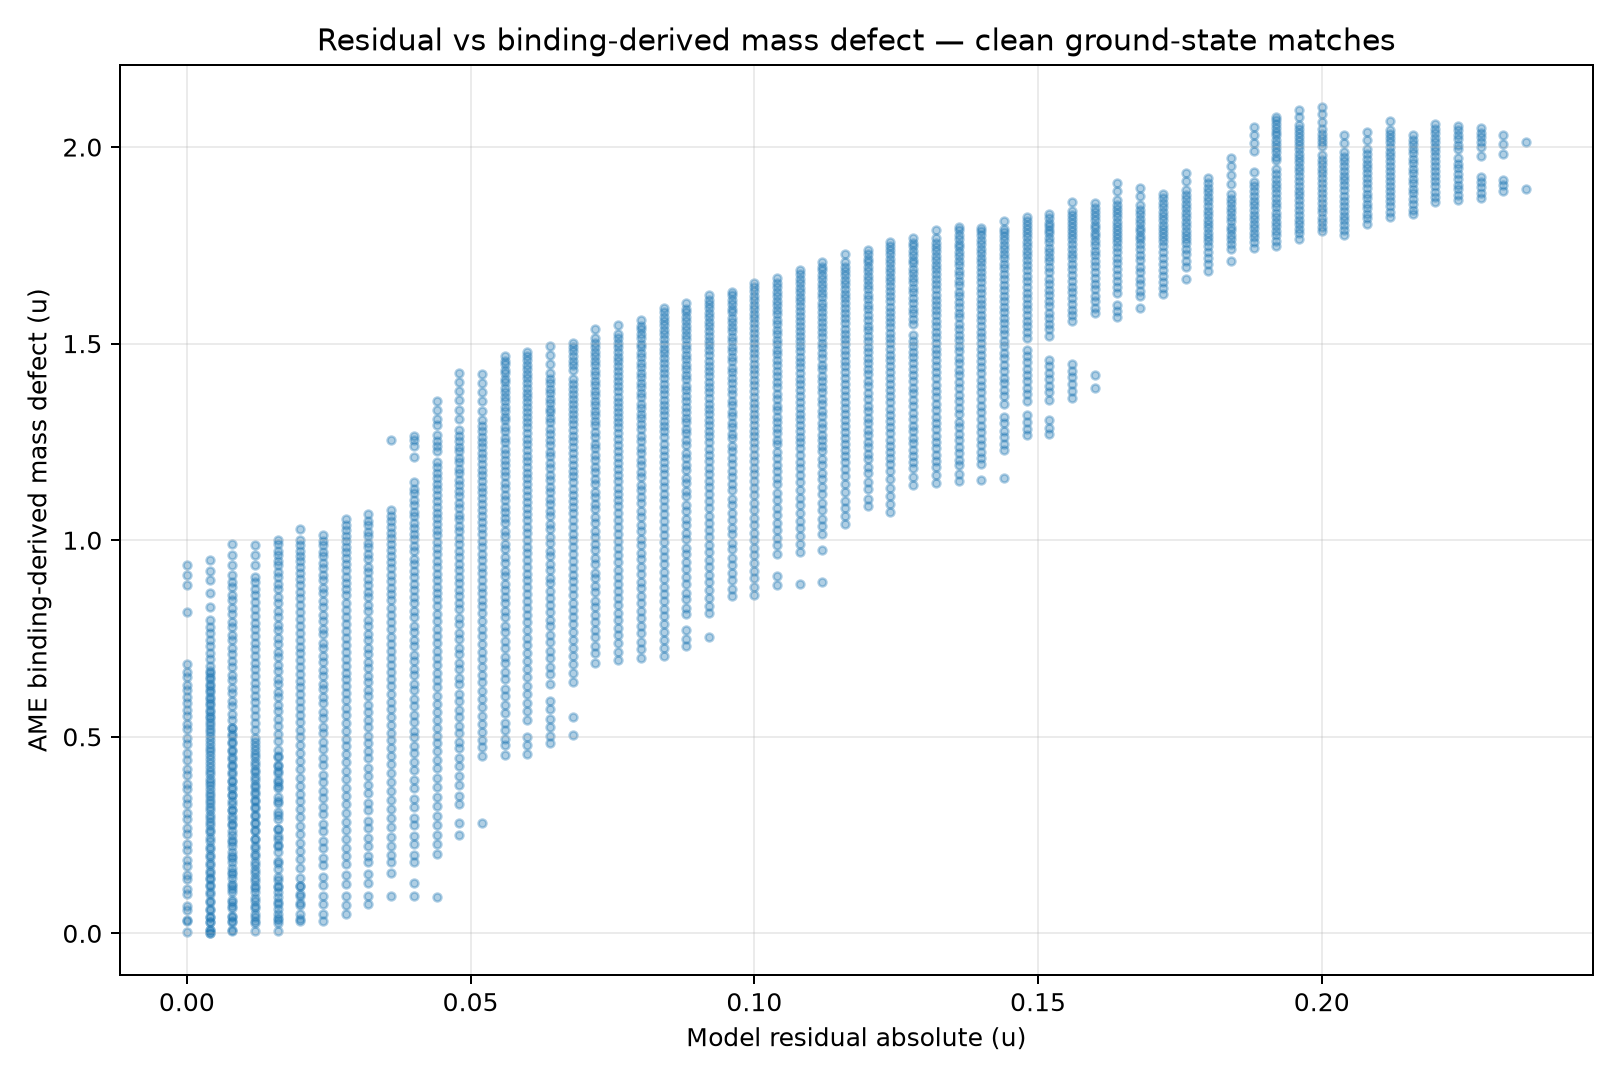 Residual vs binding-derived mass defect — clean ground-state matches
AME binding-derived mass defect (u)
2.0
1.5
1.0
0.5
0.0
0.00 0.05 0.10 0.15 0.20
Model residual absolute (u)